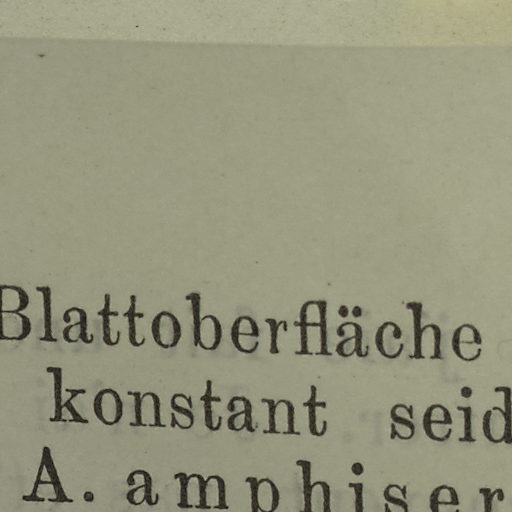 Blattoberfläche
konstant seid
A. amphiser